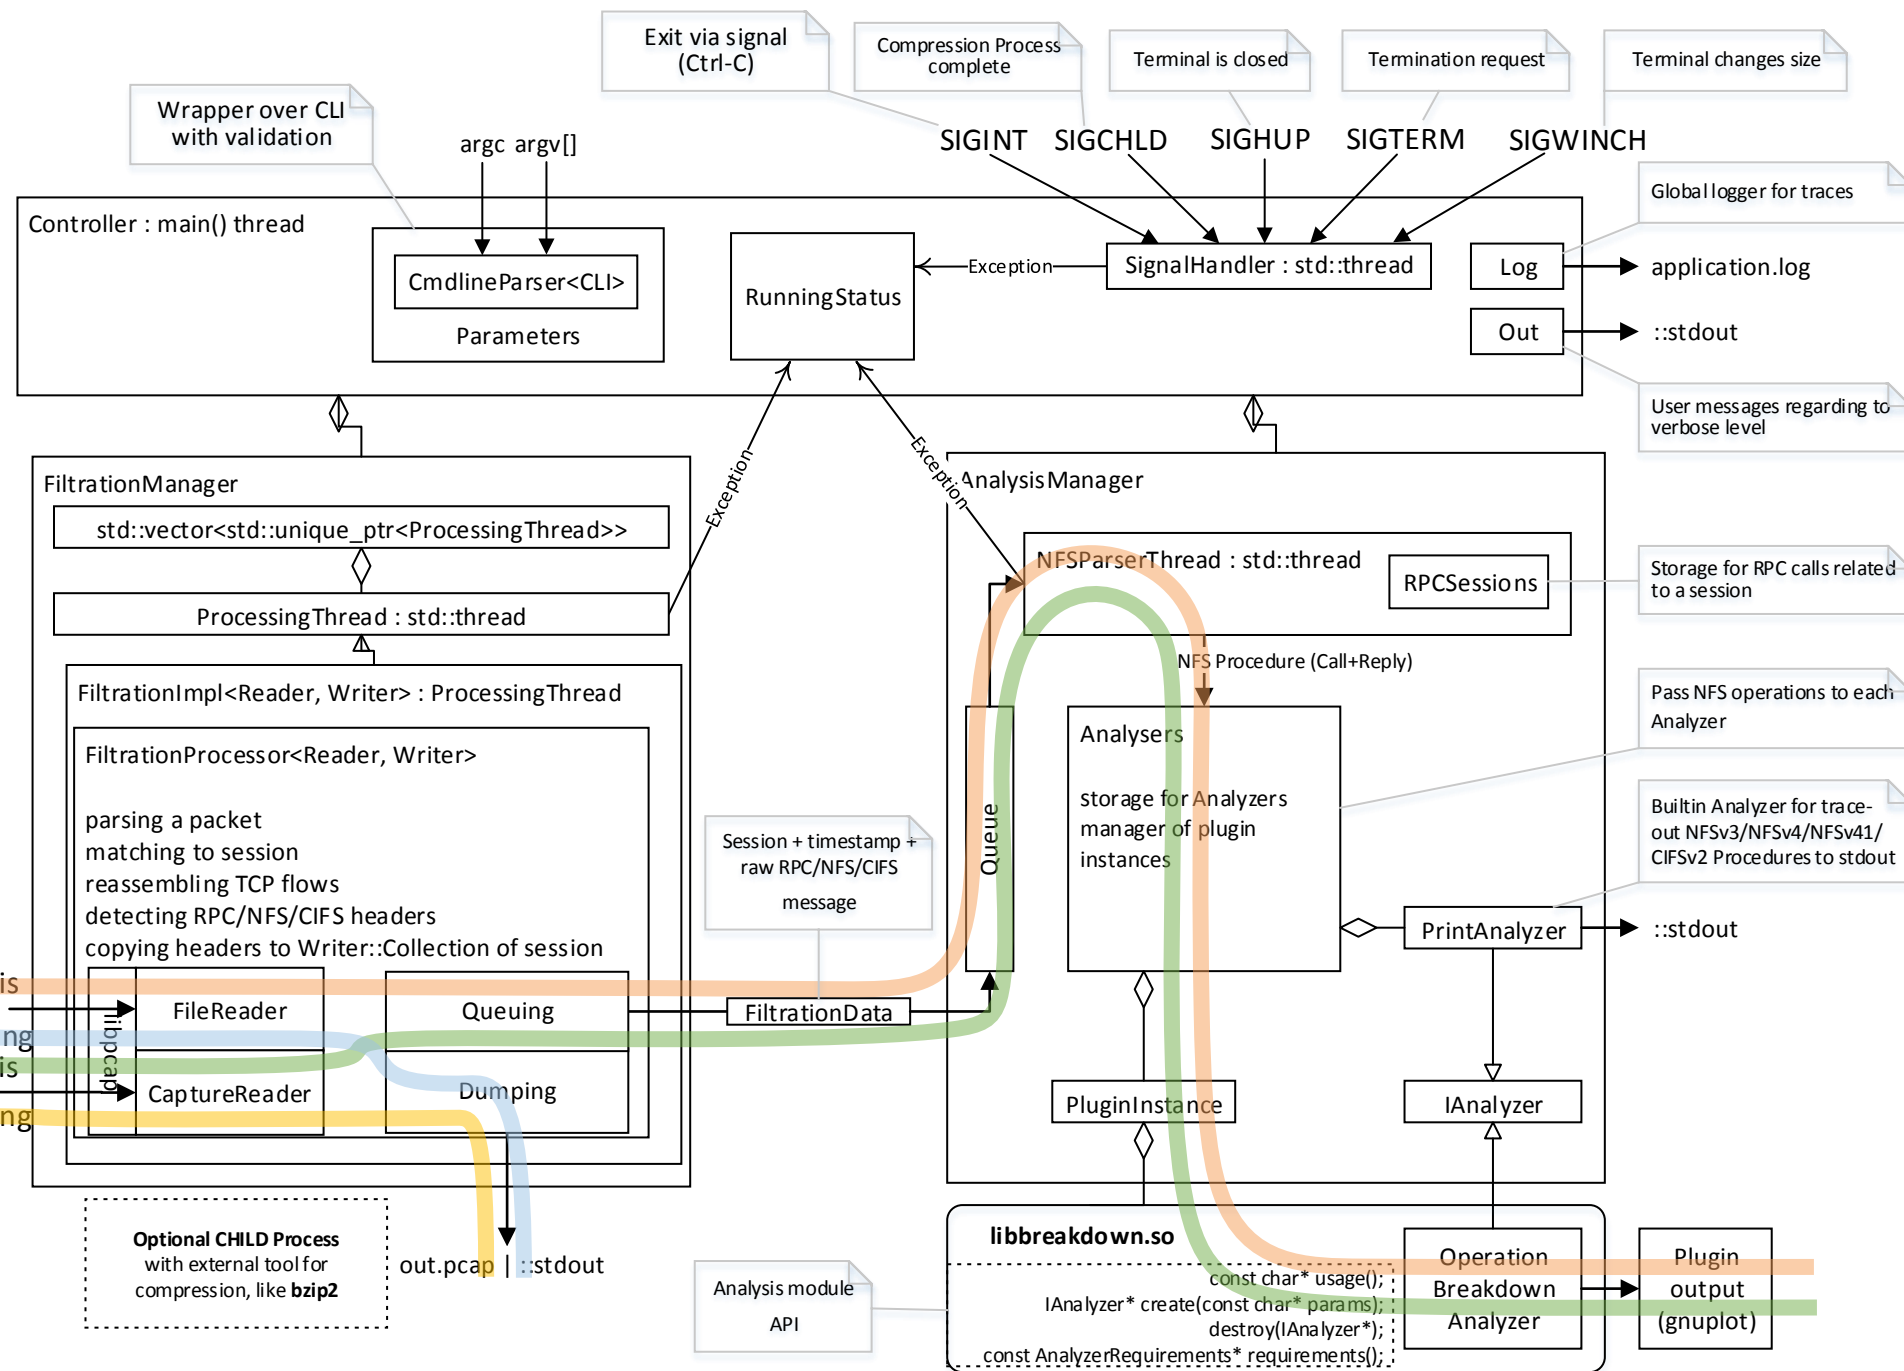 Exit via signal
(Ctrl-C)
Compression Process
complete
Terminal is closed
Termination request
Terminal changes size
Wrapper over CLI
with validation
argc argv[]
SIGINT
SIGCHLD
SIGHUP
SIGTERM
SIGWINCH
Global logger for traces
Controller : main() thread
CmdlineParser<CLI>
Parameters
RunningStatus
Exception
SignalHandler : std::thread
Log
application.log
Out
::stdout
User messages regarding to
verbose level
FiltrationManager
std::vector<std::unique_ptr<ProcessingThread>>
ProcessingThread : std::thread
Exception
Exception
AnalysisManager
NFSParserThread : std::thread
RPCSessions
Storage for RPC calls related
to a session
NFS Procedure (Call+Reply)
FiltrationImpl<Reader, Writer> : ProcessingThread
FiltrationProcessor<Reader, Writer>
parsing a packet
matching to session
reassembling TCP flows
detecting RPC/NFS/CIFS headers
copying headers to Writer::Collection of session
Session + timestamp +
raw RPC/NFS/CIFS
message
Queue
Analysers
storage for Analyzers
manager of plugin
instances
Pass NFS operations to each
Analyzer
Builtin Analyzer for trace-
out NFSv3/NFSv4/NFSv41/
CIFSv2 Procedures to stdout
PrintAnalyzer
::stdout
is
ng
is
ng
libpcap
FileReader
CaptureReader
Queuing
Dumping
FiltrationData
PluginInstance
IAnalyzer
Optional CHILD Process
with external tool for
compression, like bzip2
out.pcap | ::stdout
Analysis module
API
libbreakdown.so
const char* usage();
IAnalyzer* create(const char* params);
destroy(IAnalyzer*);
const AnalyzerRequirements* requirements();
Operation
Breakdown
Analyzer
Plugin
output
(gnuplot)